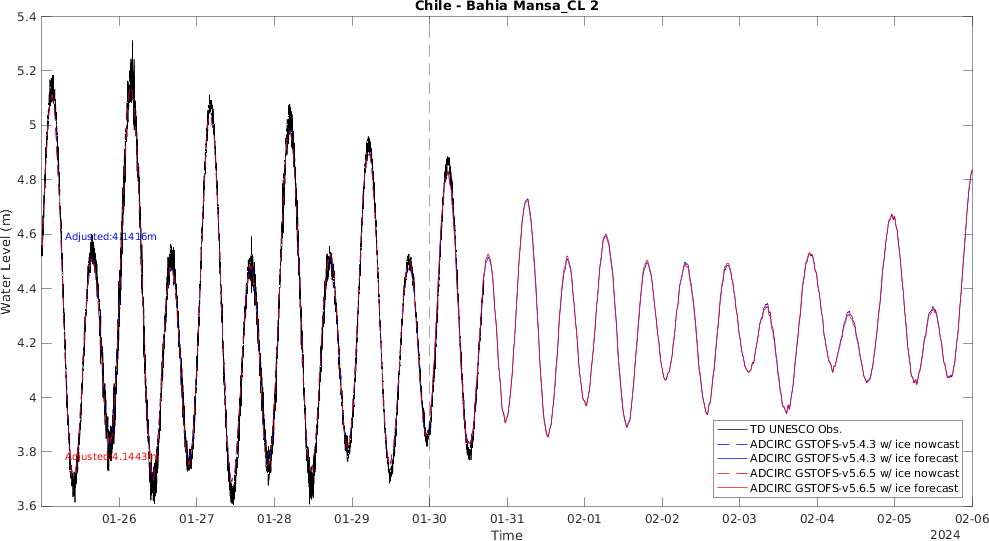 Chile - Bahia Mansa_CL 2
5.4
5.2
5
4.8
4.6
4.4
4.2
4
3.8
3.6
Water Level (m)
Adjusted:4.1416m
Adjusted:4.1443m
TD UNESCO Obs.
ADCIRC GSTOFS-v5.4.3 w/ ice nowcast
ADCIRC GSTOFS-v5.4.3 w/ ice forecast
ADCIRC GSTOFS-v5.6.5 w/ ice nowcast
ADCIRC GSTOFS-v5.6.5 w/ ice forecast
01-26 01-27 01-28 01-29 01-30 01-31 02-01 02-02 02-03 02-04 02-05 02-06
Time
2024